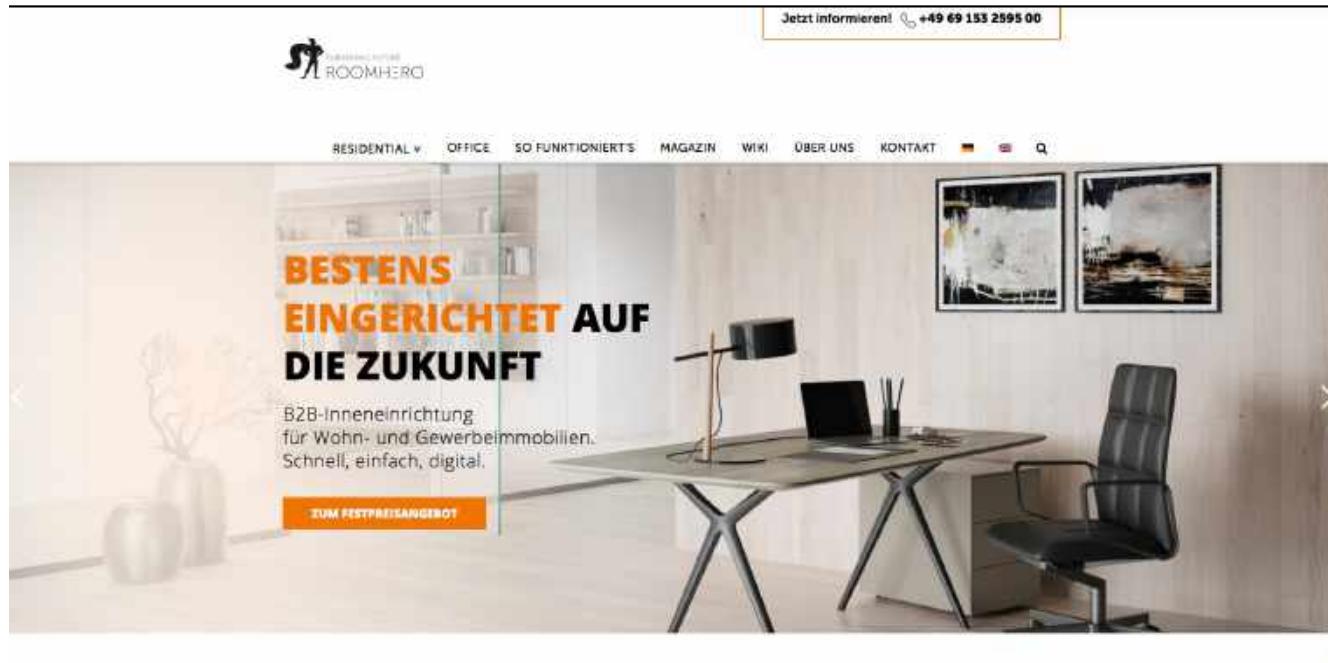 Jetzt informieren! +49 69 153 2595 00
ROOMHERO
RESIDENTIAL OFFICE SO FUNKTIONIERT'S MAGAZIN WIKI ÜBER UNS KONTAKT
BESTENS
EINGERICHTET AUF
DIE ZUKUNFT
B2B-Inneneinrichtung
für Wohn- und Gewerbeimmobilien.
Schnell, einfach, digital.
ZUM FESTPREISANGEBOT